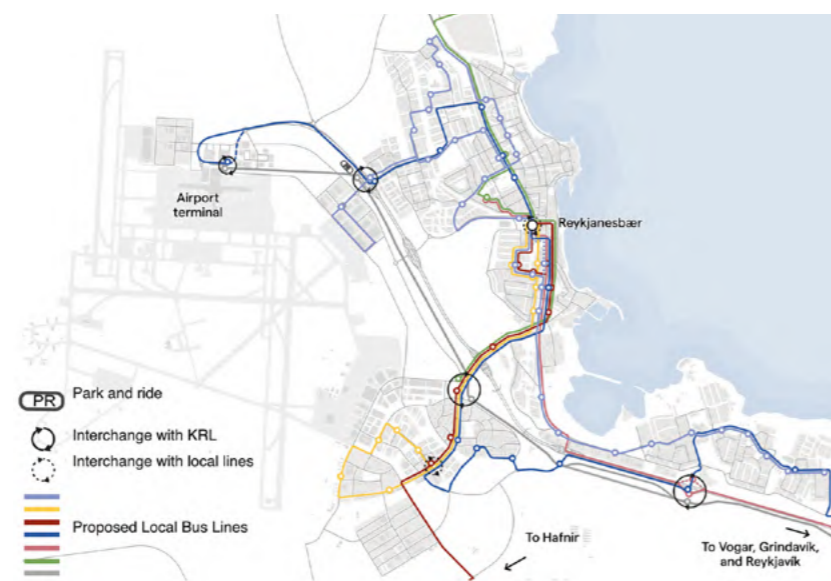 Airport
terminal
Reykjanesbær
PR
PR Park and ride
Interchange with KRL
Interchange with local lines
Proposed Local Bus Lines
To Hafnir
To Vogar, Grindavík,
and Reykjavík